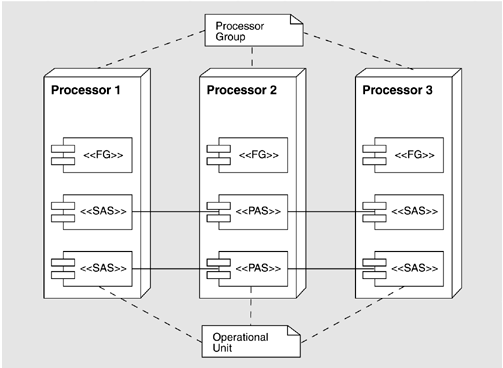 Processor
Group
Processor 1
Processor 2
Processor 3
<<FG>>
<<FG>>
<<FG>>
<<SAS>>
<<PAS>>
<<SAS>>
<<SAS>>
<<PAS>>
<<SAS>>
Operational
Unit